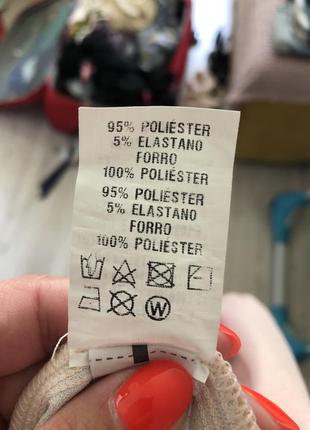 95% POLIÉSTER
5% ELASTANO
FORRO
100% POLIÉSTER
95% POLIÉSTER
5% ELASTANO
FORRO
100% POLIÉSTER
W